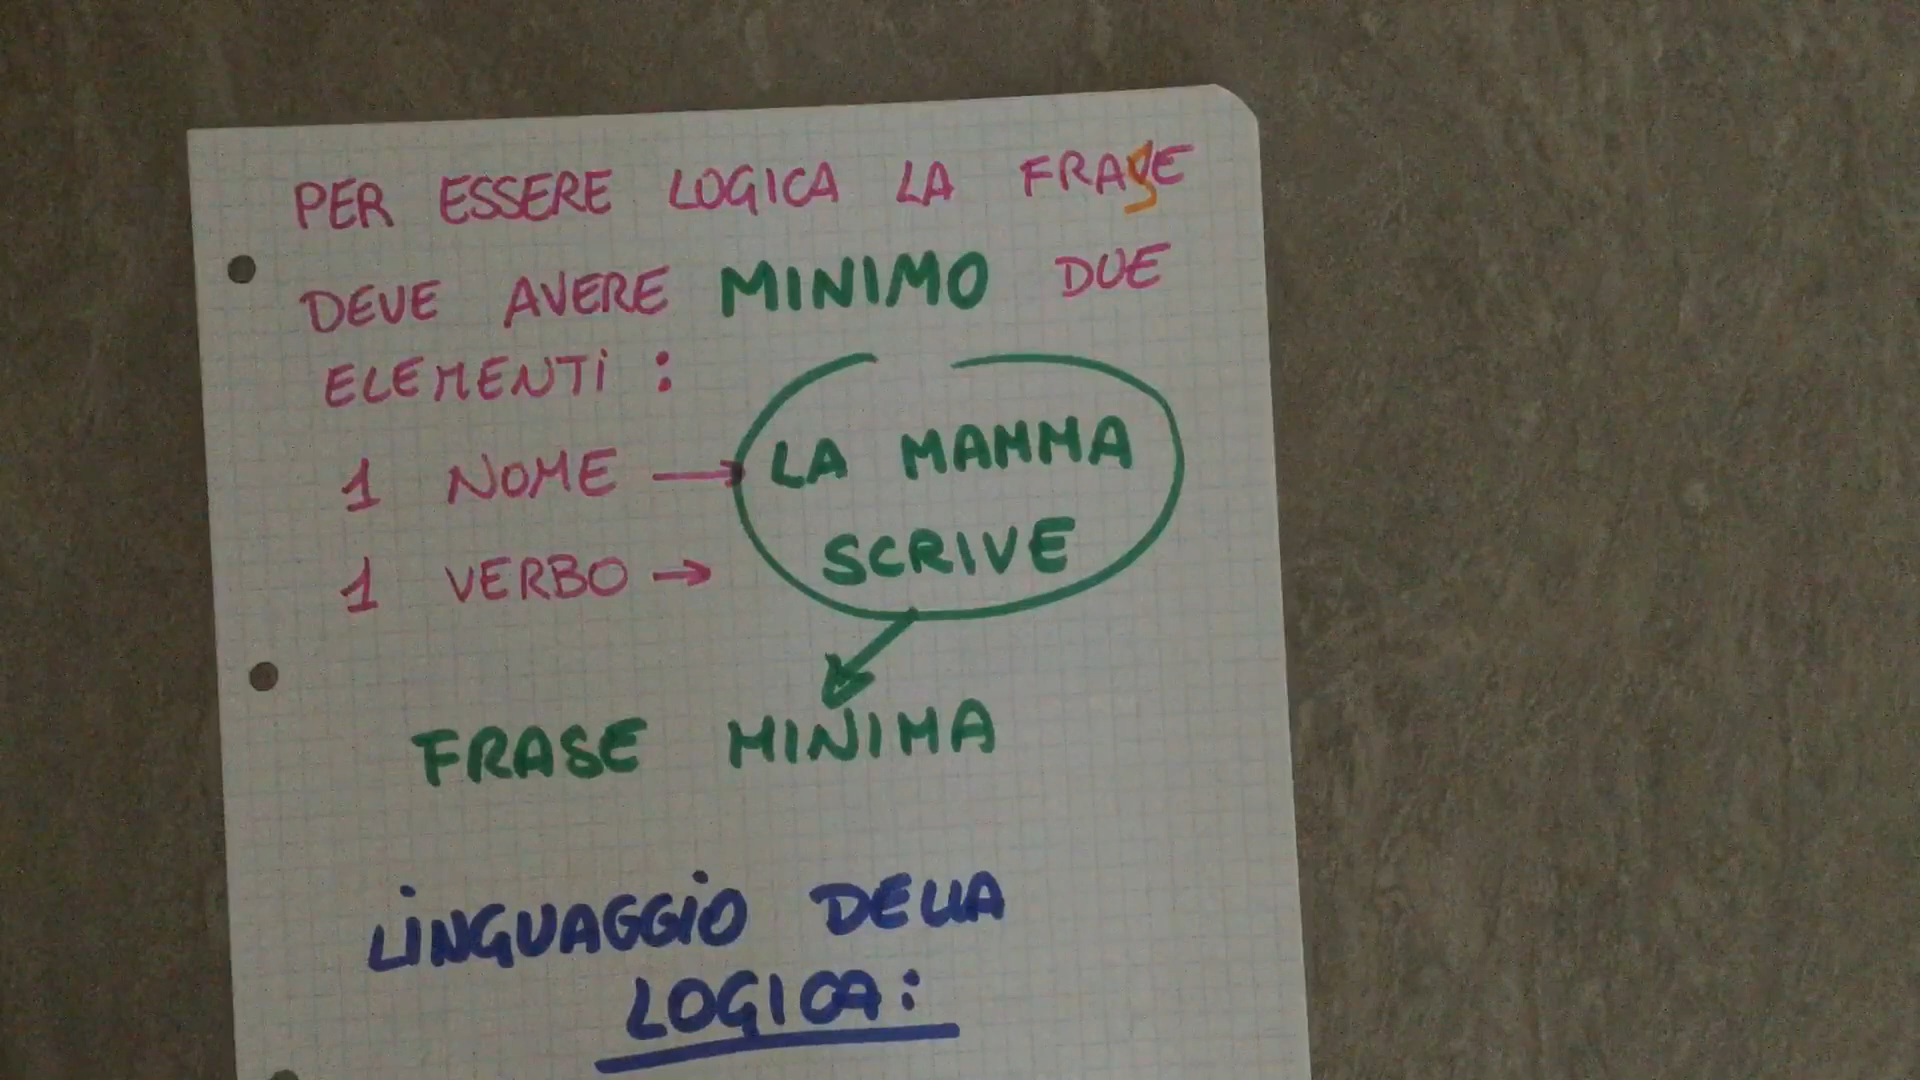 PER ESSERE LOGICA LA FRASE
DEVE AVERE MINIMO DUE
ELEMENTI :
1 NOME → LA MAMMA
1 VERBO → SCRIVE
FRASE MINIMA
LINGUAGGIO DELLA
LOGICA: